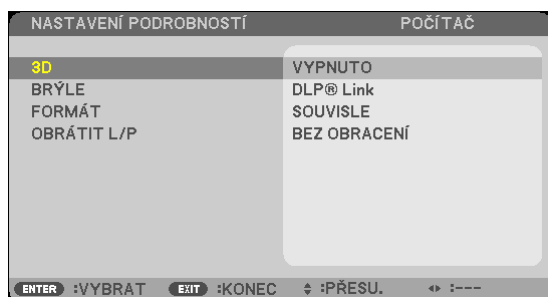 NASTAVENÍ PODROBNOSTÍ POČÍTAČ
3D VYPNUTO
BRÝLE DLP® Link
FORMÁT SOUVISLE
OBRÁTIT L/P BEZ OBRACENÍ
ENTER :VYBRAT EXIT :KONEC :PŘESU. :---